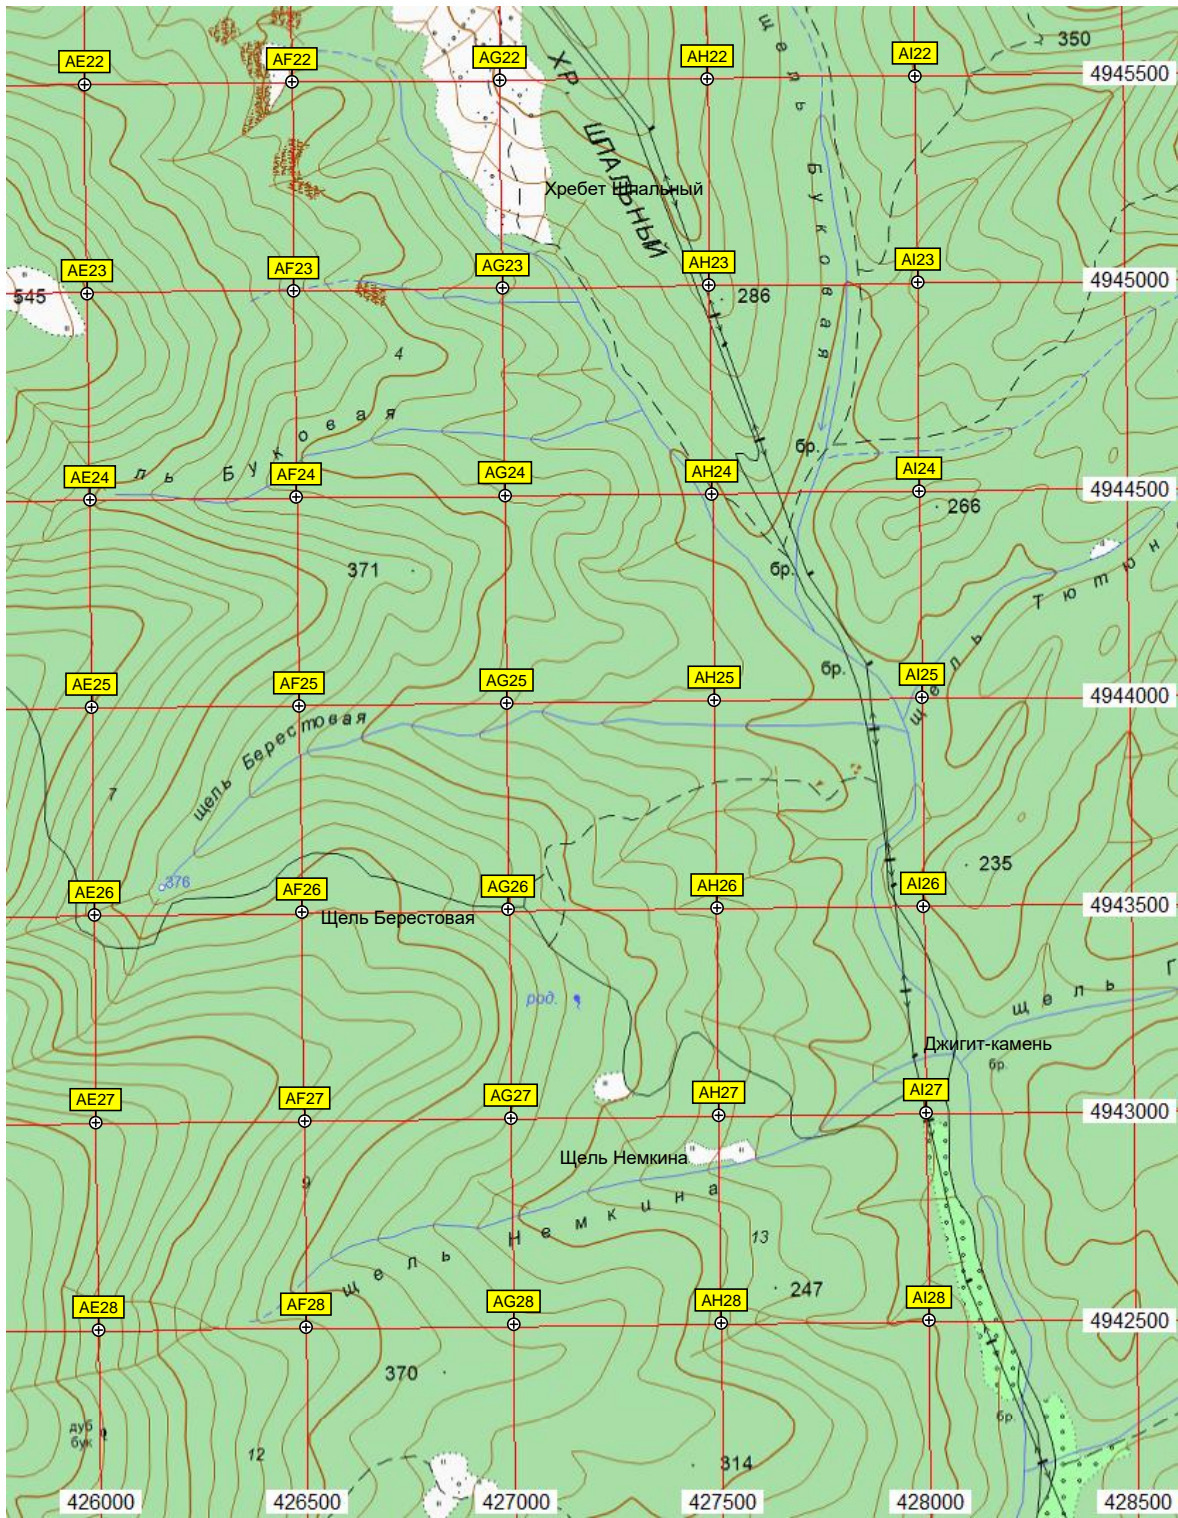 350
AE22
AF22
AG22
AH22
AI22
4945500
щель Буковая
ХР. ШПАЛЬНЫЙ
Хребет Шпальный
AE23
AF23
AG23
AH23
AI23
4945000
545
286
4
ль Буковая
бр.
AE24
AF24
AG24
AH24
AI24
4944500
266
371
бр.
щель Тютюн
бр.
AE25
AF25
AG25
AH25
AI25
4944000
щель Берестовая
7
376
235
AE26
AF26
AG26
AH26
AI26
4943500
Щель Берестовая
род.
щель Г
Джигит-камень
бр.
AE27
AF27
AG27
AH27
AI27
4943000
Щель Немкина
9
щель Немкина
13
247
AE28
AF28
AG28
AH28
AI28
4942500
370
дуб
бук
12
314
бр.
426000
426500
427000
427500
428000
428500